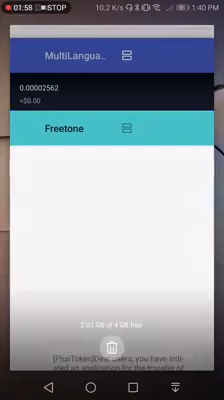 01:58 STOP 10.2 K/s 1:40 PM
MultiLangua..
0.00002562
≈$0.00
Freetone
2.01 GB of 4 GB free
[PlusToken]Dear users, you have initi-
ated an application for the transfer of